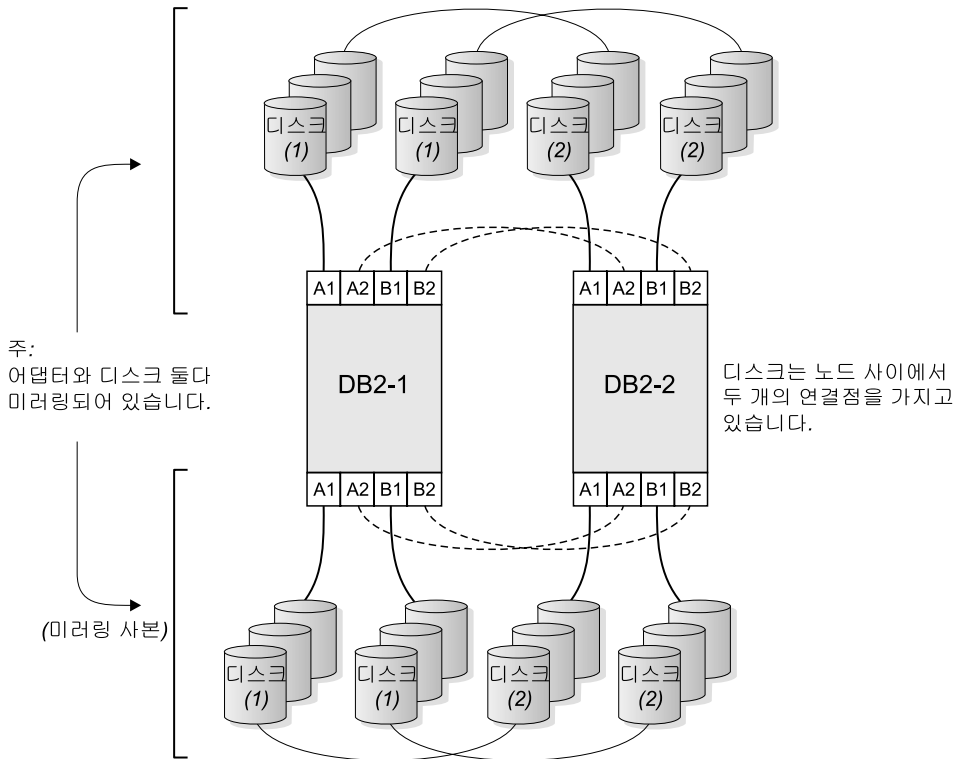 디스크
(1)
디스크
(1)
디스크
(2)
디스크
(2)
A1 A2 B1 B2
A1 A2 B1 B2
주:
어댑터와 디스크 둘다
미러링되어 있습니다.
DB2-1
DB2-2
디스크는 노드 사이에서
두 개의 연결점을 가지고
있습니다.
A1 A2 B1 B2
A1 A2 B1 B2
(미러링 사본)
디스크
(1)
디스크
(1)
디스크
(2)
디스크
(2)